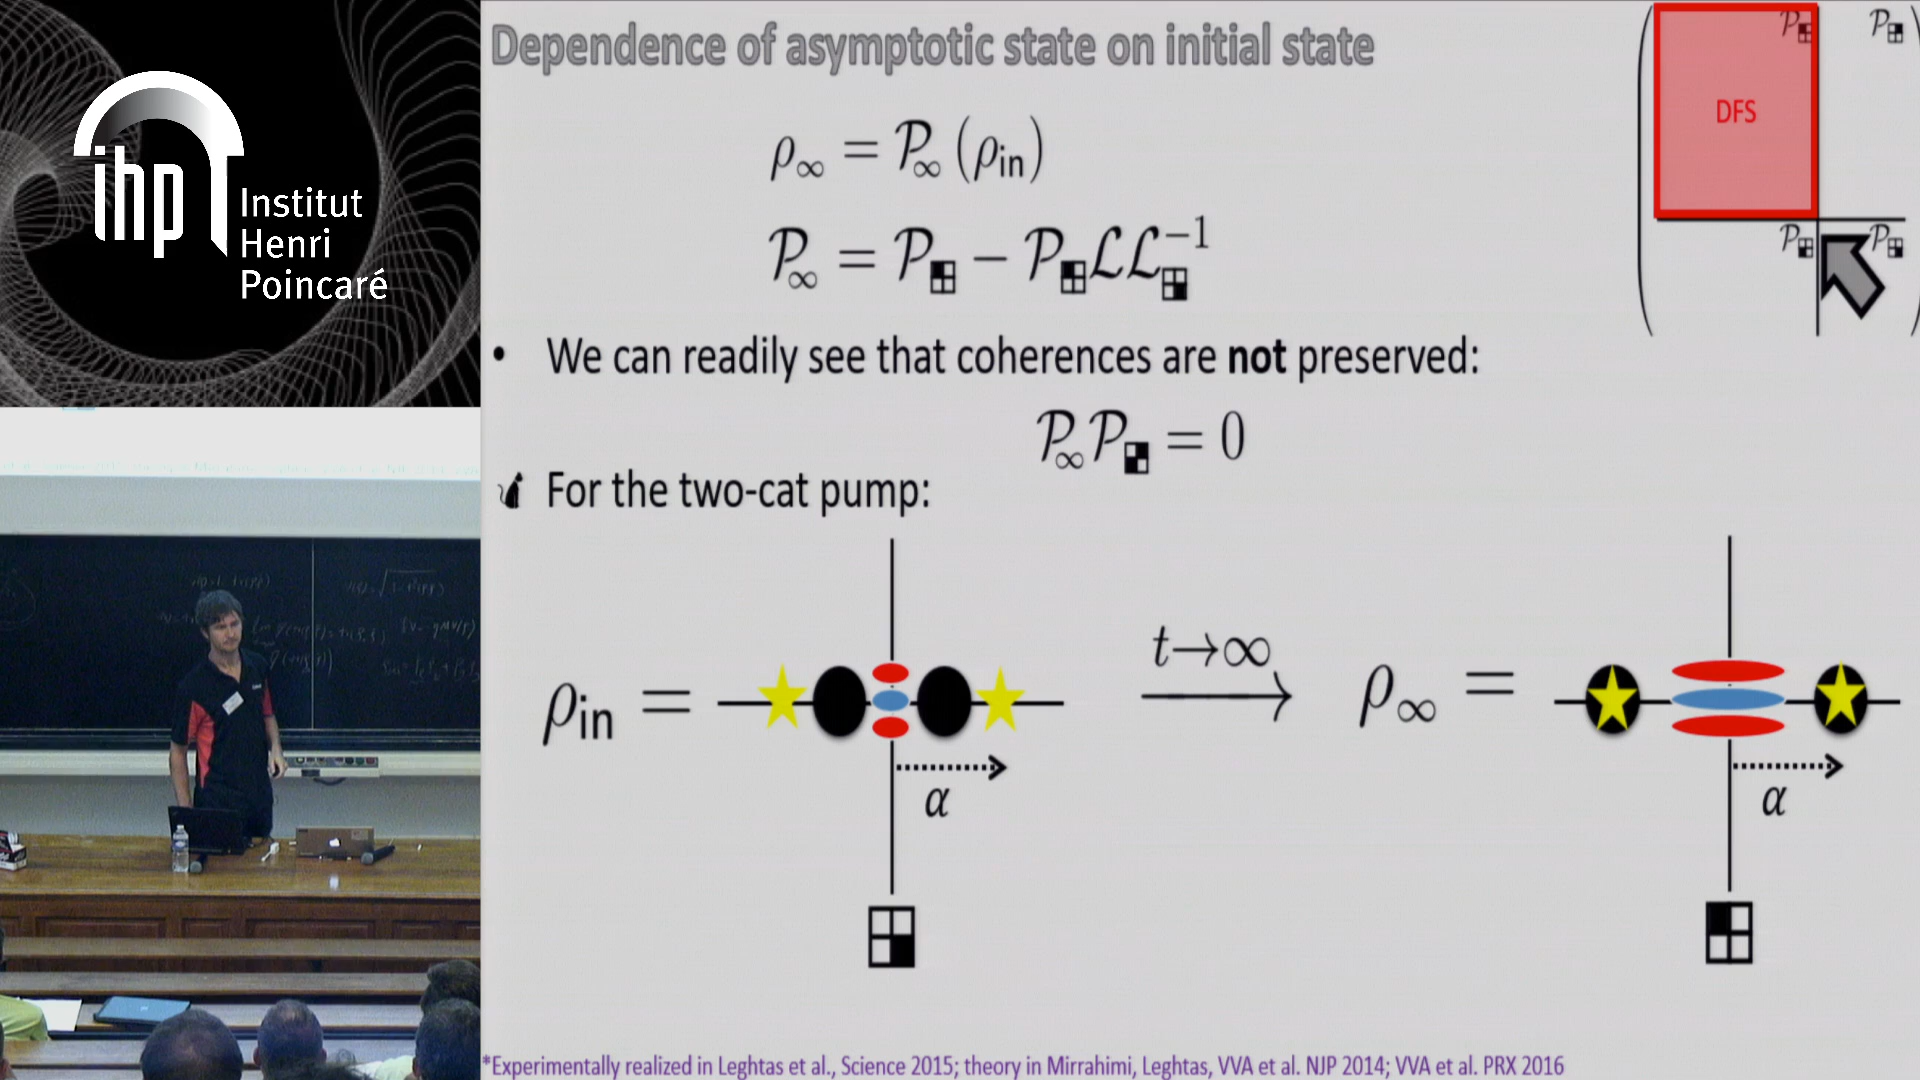 ihp
Institut
Henri
Poincaré
Dependence of asymptotic state on initial state
ρ∞ = P∞ (ρin)
P∞ = P◩ − P◩ℒℒ⁻¹
• We can readily see that coherences are not preserved:
P∞P = 0
For the two-cat pump:
ρin =
t→∞
ρ∞ =
α
α
DFS
P P
P P
*Experimentally realized in Leghtas et al., Science 2015; theory in Mirrahimi, Leghtas, VVA et al. NJP 2014; VVA et al. PRX 2016